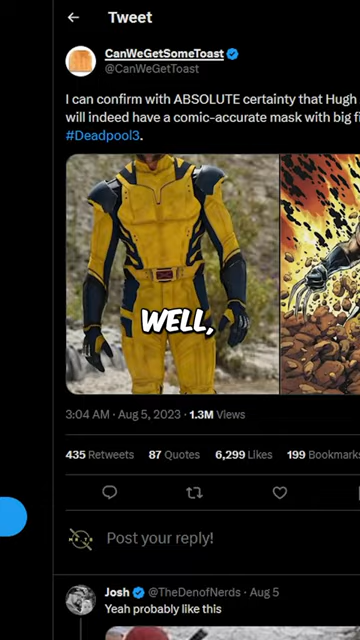 Tweet
CanWeGetSomeToast
@CanWeGetToast
I can confirm with ABSOLUTE certainty that Hugh
will indeed have a comic-accurate mask with big
#Deadpool3.
WELL,
3:04 AM · Aug 5, 2023 · 1.3M Views
435 Retweets 87 Quotes 6,299 Likes 199 Bookmarks
Post your reply!
Josh @TheDenofNerds · Aug 5
Yeah probably like this